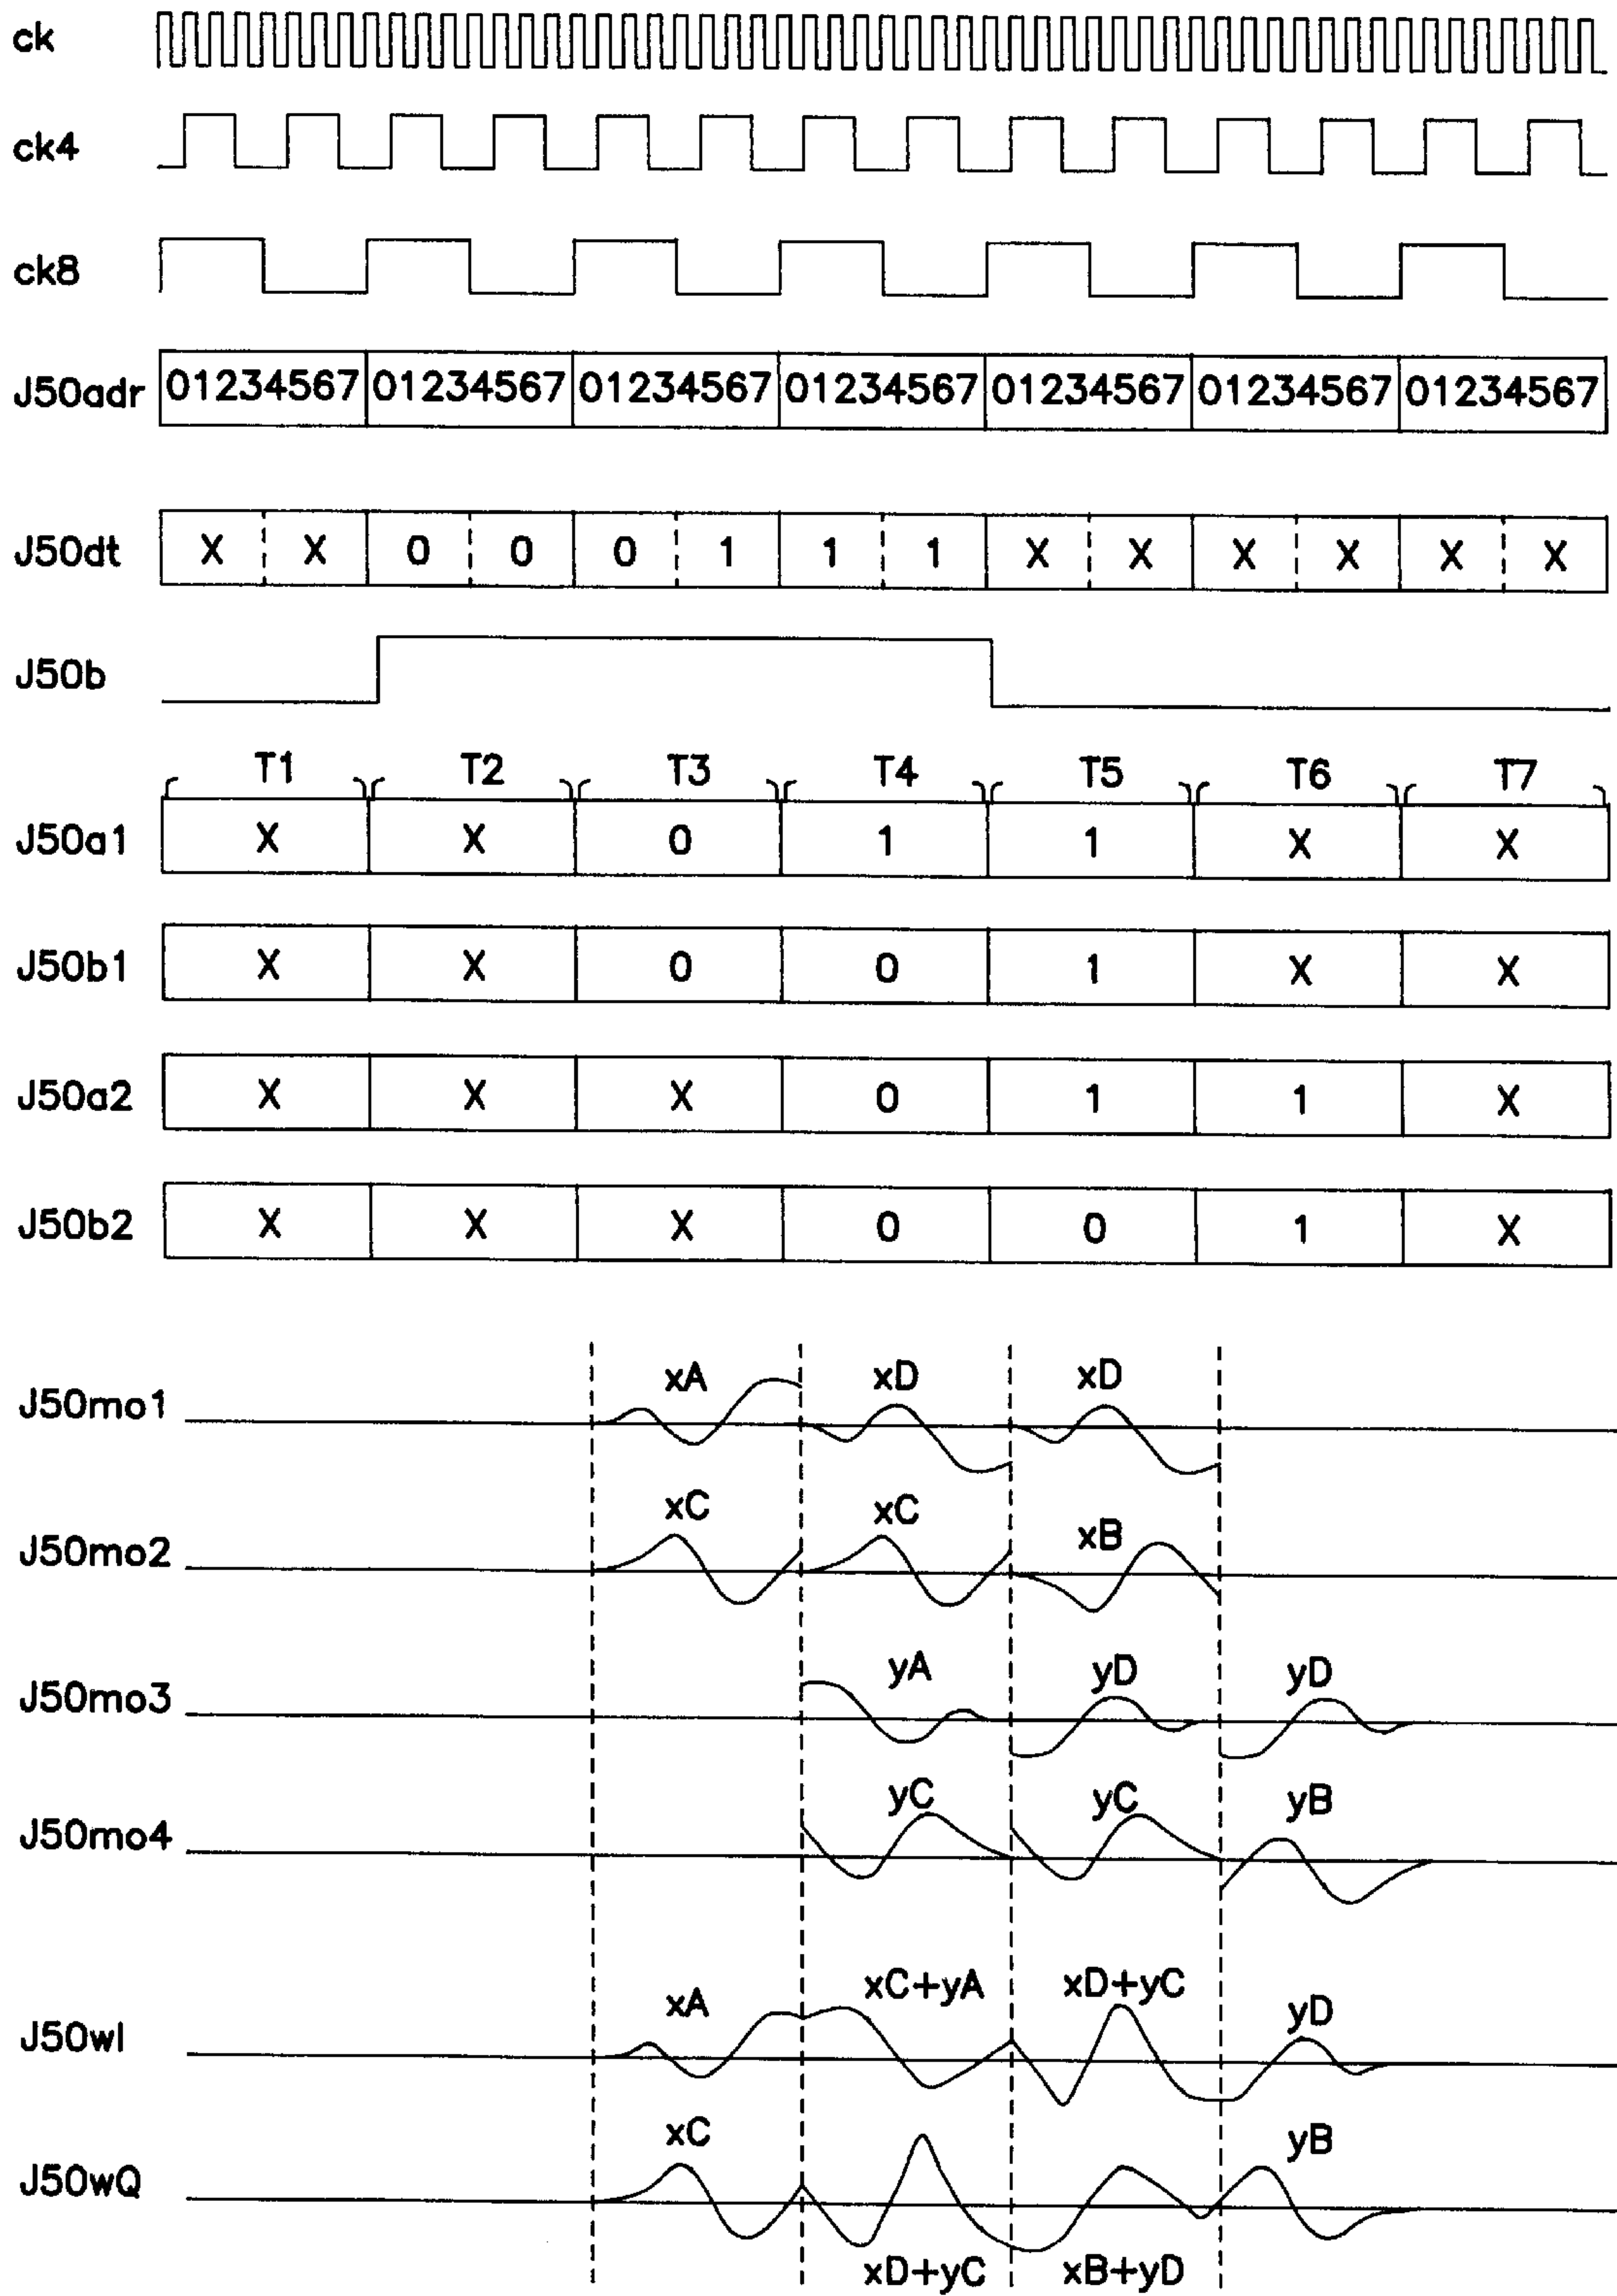 ck
ck4
ck8
J50adr 01234567 01234567 01234567 01234567 01234567 01234567 01234567
J50dt X X 0 0 0 1 1 1 X X X X X X
J50b
T1 T2 T3 T4 T5 T6 T7
J50a1 X X 0 1 1 X X
J50b1 X X 0 0 1 X X
J50a2 X X X 0 1 1 X
J50b2 X X X 0 0 1 X
J50mo1 xA xD xD
J50mo2 xC xC xB
J50mo3 yA yD yD
J50mo4 yC yC yB
J50wI xA xC+yA xD+yC yD
J50wQ xC yB
xD+yC xB+yD